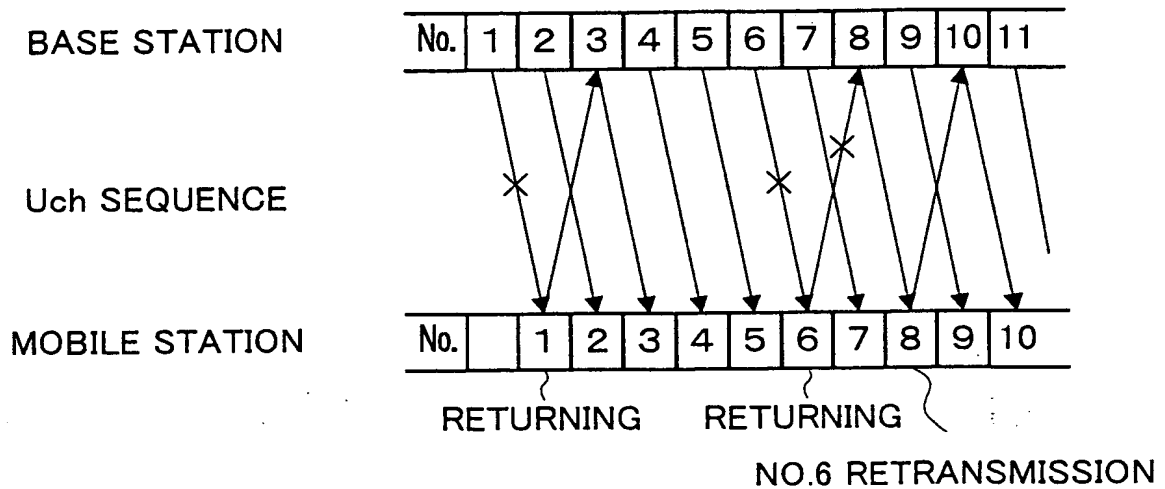 BASE STATION No. 1 2 3 4 5 6 7 8 9 10 11
Uch SEQUENCE
MOBILE STATION No. 1 2 3 4 5 6 7 8 9 10
RETURNING RETURNING
NO.6 RETRANSMISSION